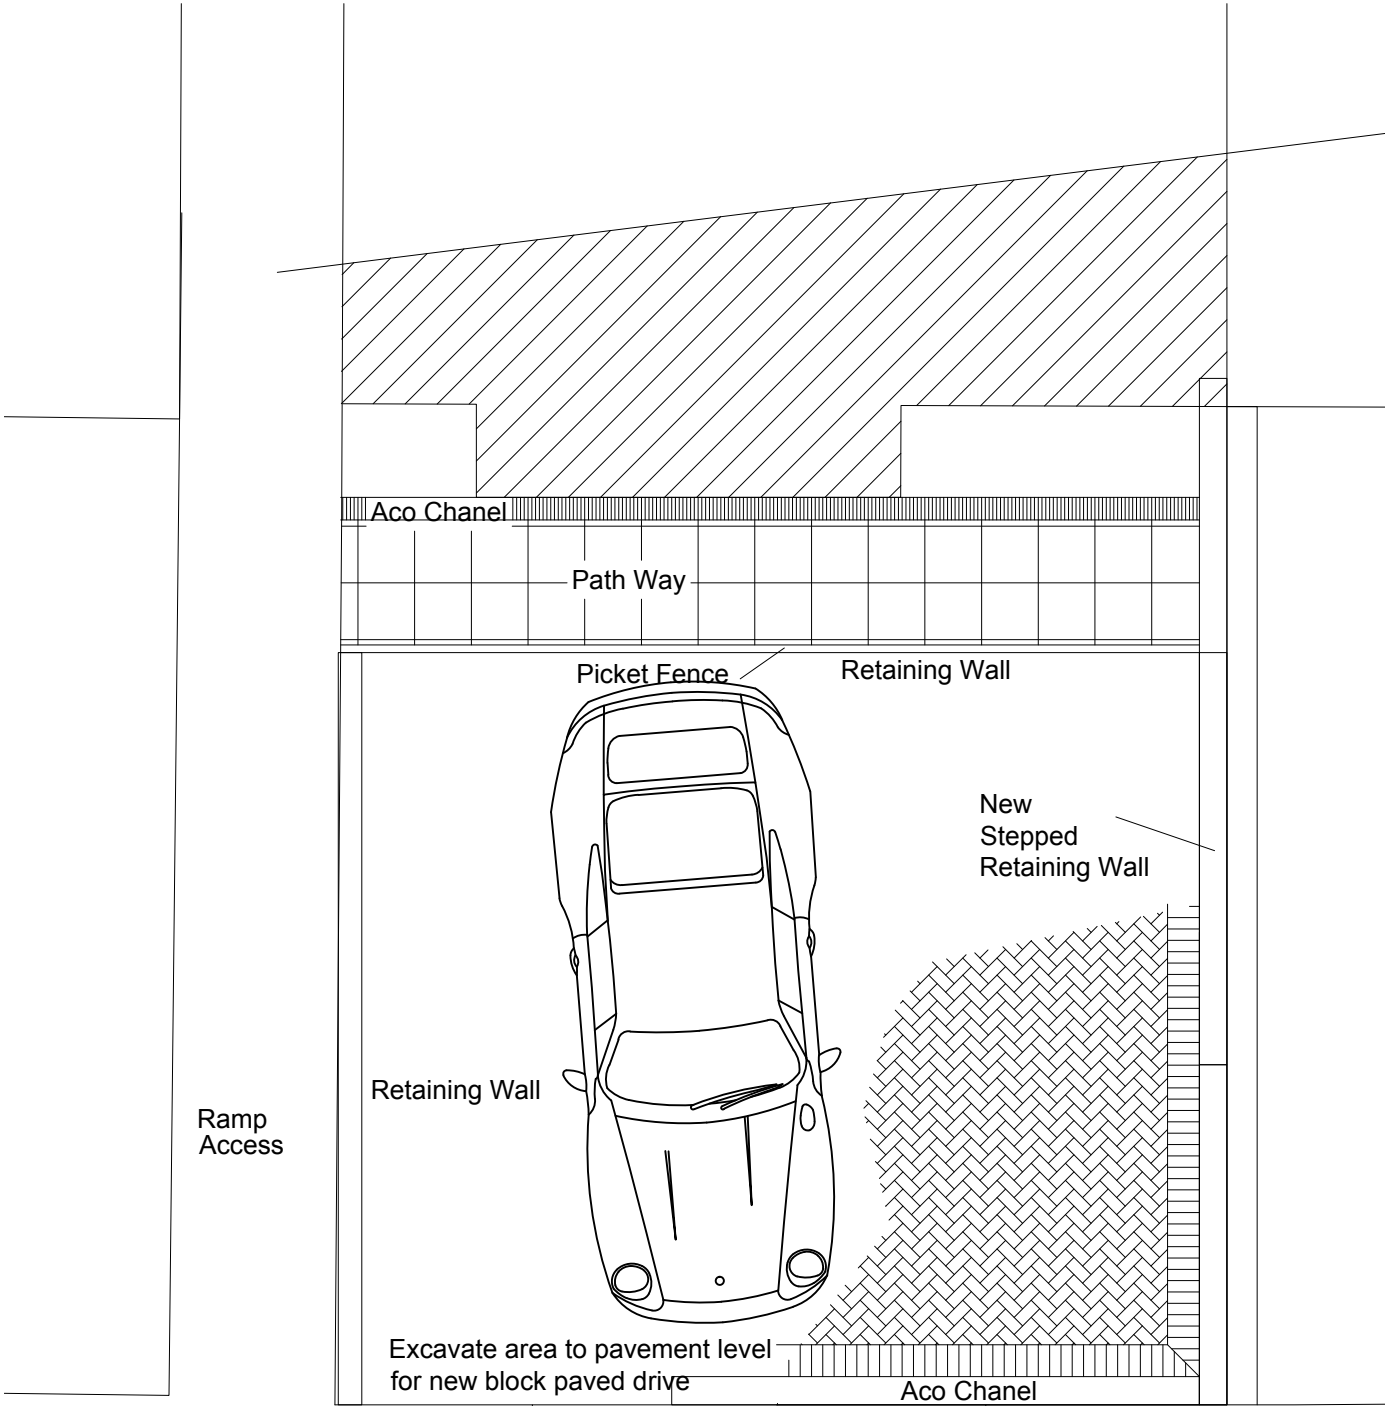 Aco Chanel
Path Way
Picket Fence
Retaining Wall
New
Stepped
Retaining Wall
Retaining Wall
Ramp
Access
Excavate area to pavement level
for new block paved drive
Aco Chanel